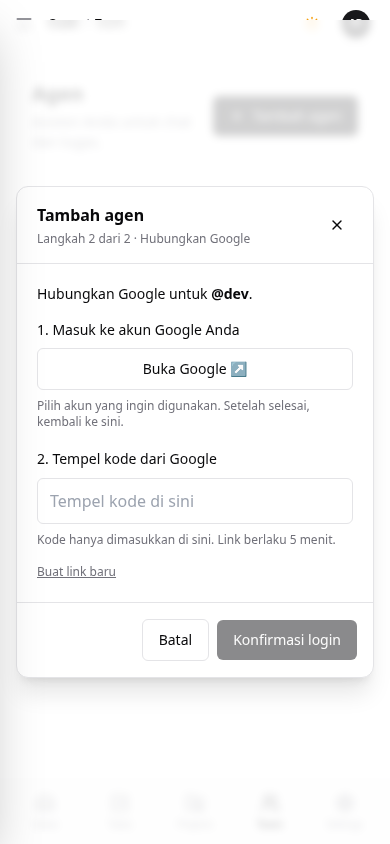 Agen
Tambah agen
Langkah 2 dari 2 · Hubungkan Google
Hubungkan Google untuk @dev.
1. Masuk ke akun Google Anda
Buka Google ↗️
Pilih akun yang ingin digunakan. Setelah selesai,
kembali ke sini.
2. Tempel kode dari Google
Tempel kode di sini
Kode hanya dimasukkan di sini. Link berlaku 5 menit.
Buat link baru
Batal
Konfirmasi login